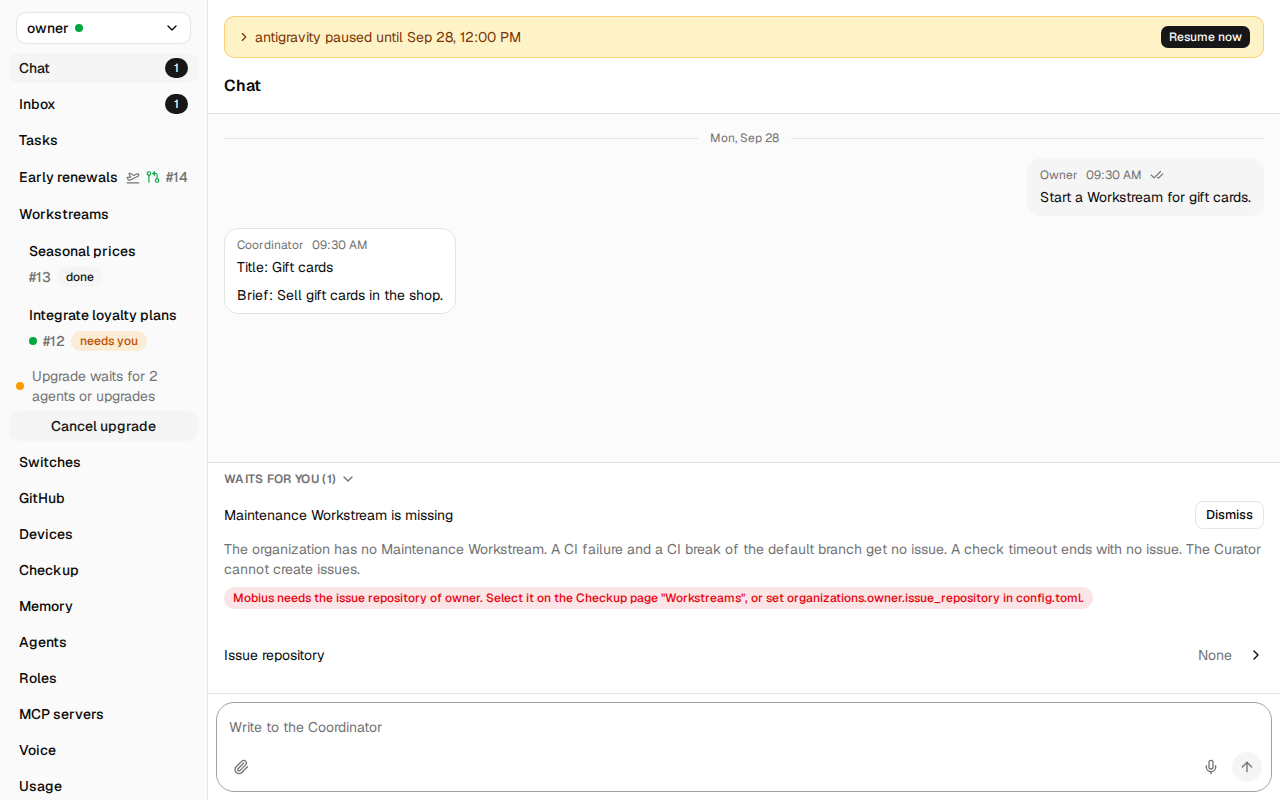 owner
Chat 1
Inbox 1
Tasks
Early renewals #14
Workstreams
Seasonal prices
#13 done
Integrate loyalty plans
#12 needs you
Upgrade waits for 2
agents or upgrades
Cancel upgrade
Switches
GitHub
Devices
Checkup
Memory
Agents
Roles
MCP servers
Voice
Usage
antigravity paused until Sep 28, 12:00 PM
Resume now
Chat
Mon, Sep 28
Owner 09:30 AM
Start a Workstream for gift cards.
Coordinator 09:30 AM
Title: Gift cards
Brief: Sell gift cards in the shop.
WAITS FOR YOU (1)
Maintenance Workstream is missing
Dismiss
The organization has no Maintenance Workstream. A CI failure and a CI break of the default branch get no issue. A check timeout ends with no issue. The Curator
cannot create issues.
Mobius needs the issue repository of owner. Select it on the Checkup page "Workstreams", or set organizations.owner.issue_repository in config.toml.
Issue repository
None
Write to the Coordinator